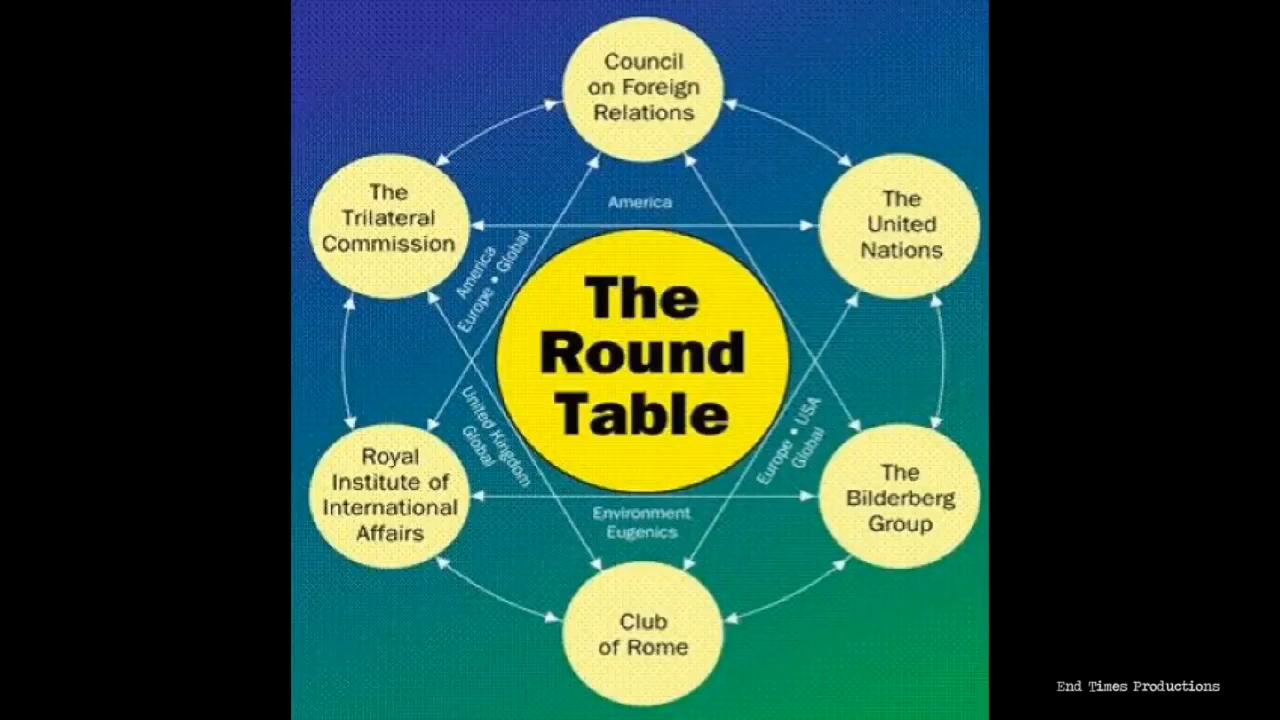 Council
on Foreign
Relations
The
Trilateral
Commission
America
The
United
Nations
America
Europe • Global
The
Round
Table
United Kingdom
Global
Europe • USA
Global
Royal
Institute of
International
Affairs
The
Bilderberg
Group
Environment
Eugenics
Club
of Rome
End Times Productions